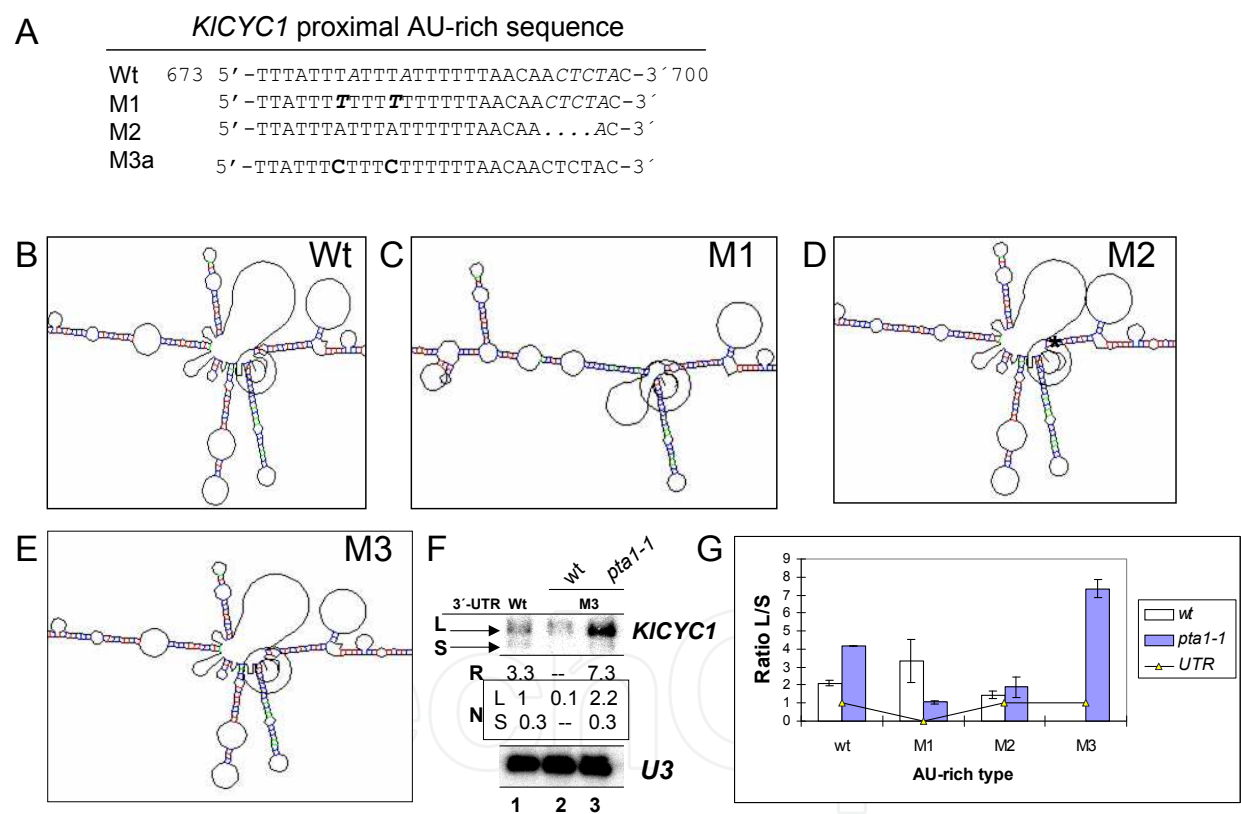 A
KlCYC1 proximal AU-rich sequence
Wt 673 5’-TTTATTTATTTATTTTTTAACAACTCTAC-3´700
M1 5’-TTATTTTTTTTTTTTTTAACAACTCTAC-3´
M2 5’-TTATTTATTTATTTTTTAACAA....AC-3´
M3a 5’-TTATTTCTTTCTTTTTTAACAACTCTAC-3´
B Wt
C M1
D M2
*
E M3
F
wt pta1-1
3´-UTR Wt M3
L
S
KlCYC1
R 3.3 -- 7.3
N
L 1 0.1 2.2
S 0.3 -- 0.3
U3
1 2 3
G
Ratio L/S
9
8
7
6
5
4
3
2
1
0
wt M1 M2 M3
AU-rich type
wt
pta1-1
UTR